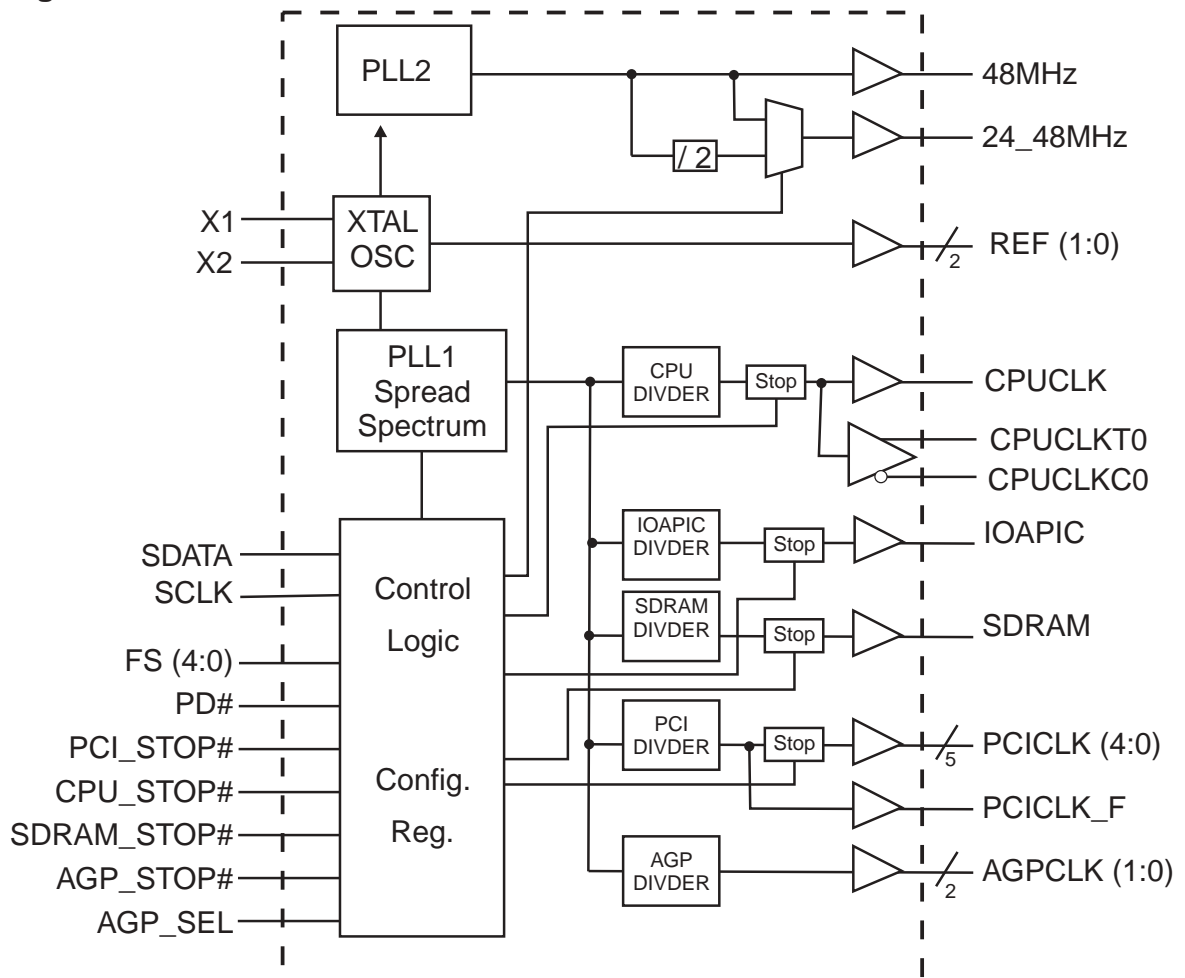 PLL2
48MHz
/ 2
24_48MHz
X1
X2
XTAL
OSC
2
REF (1:0)
PLL1
Spread
Spectrum
CPU
DIVDER
Stop
CPUCLK
CPUCLKT0
CPUCLKC0
IOAPIC
DIVDER
Stop
IOAPIC
SDRAM
DIVDER
Stop
SDRAM
PCI
DIVDER
Stop
5
PCICLK (4:0)
PCICLK_F
AGP
DIVDER
2
AGPCLK (1:0)
SDATA
SCLK
FS (4:0)
PD#
PCI_STOP#
CPU_STOP#
SDRAM_STOP#
AGP_STOP#
AGP_SEL
Control
Logic
Config.
Reg.